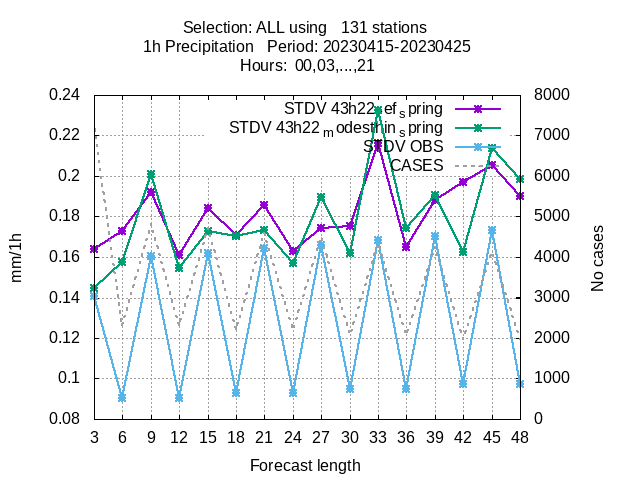 Selection: ALL using 131 stations
1h Precipitation Period: 20230415-20230425
Hours: 00,03,...,21
0.24
0.22
0.2
0.18
0.16
0.14
0.12
0.1
0.08
mm/1h
8000
7000
6000
5000
4000
3000
2000
1000
0
No cases
STDV 43h22 ef s pring
STDV 43h22 m odesthin s pring
STDV OBS
CASES
3 6 9 12 15 18 21 24 27 30 33 36 39 42 45 48
Forecast length